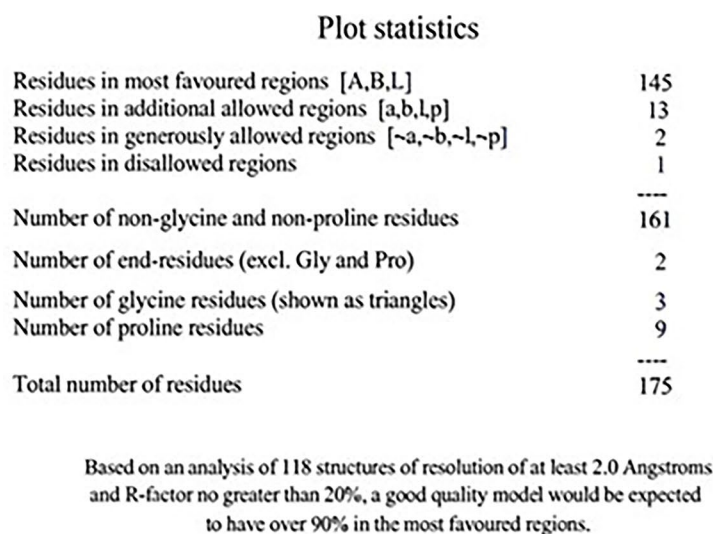 Plot statistics
Residues in most favoured regions [A,B,L] 145
Residues in additional allowed regions [a,b,l,p] 13
Residues in generously allowed regions [~a,~b,~l,~p] 2
Residues in disallowed regions 1
----
Number of non-glycine and non-proline residues 161
Number of end-residues (excl. Gly and Pro) 2
Number of glycine residues (shown as triangles) 3
Number of proline residues 9
----
Total number of residues 175
Based on an analysis of 118 structures of resolution of at least 2.0 Angstroms
and R-factor no greater than 20%, a good quality model would be expected
to have over 90% in the most favoured regions.